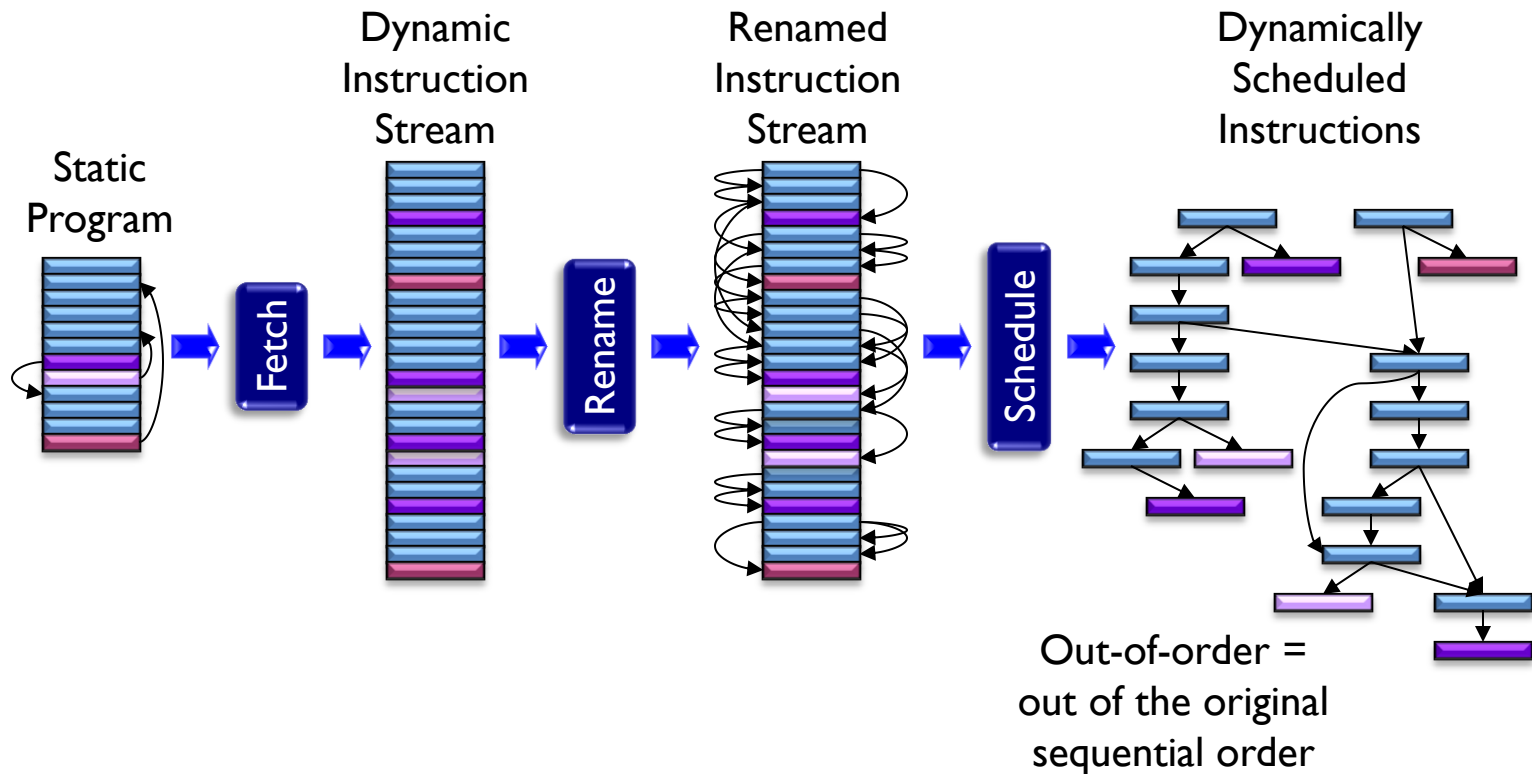 Static
Program
Fetch
Dynamic
Instruction
Stream
Rename
Renamed
Instruction
Stream
Schedule
Dynamically
Scheduled
Instructions
Out-of-order =
out of the original
sequential order